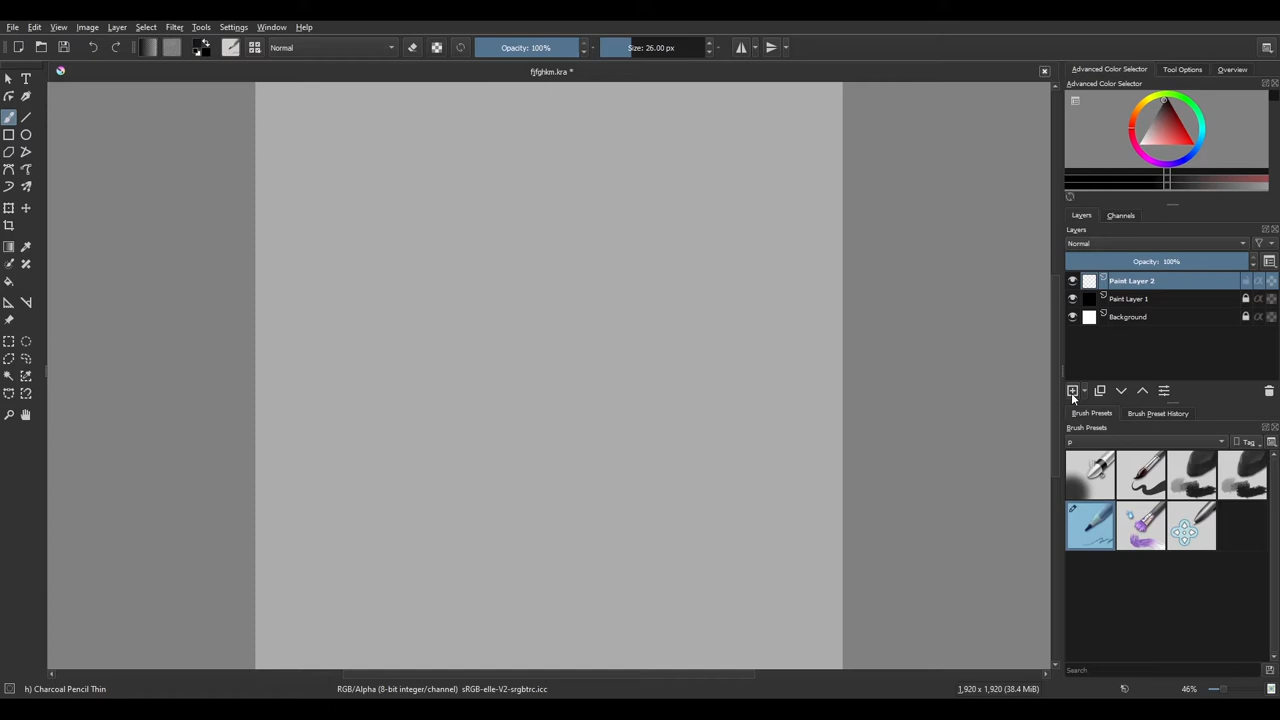 File Edit View Image Layer Select Filter Tools Settings Window Help
Normal Opacity: 100% Size: 26.00 px
fjfghkm.kra *
Advanced Color Selector Tool Options Overview
Advanced Color Selector
Layers Channels
Layers
Normal
Opacity: 100%
Paint Layer 2
Paint Layer 1
Background
Brush Presets Brush Preset History
Brush Presets
p Tag
Search
h) Charcoal Pencil Thin RGB/Alpha (8-bit integer/channel) sRGB-elle-V2-srgbtrc.icc 1,920 x 1,920 (38.4 MiB) 46%